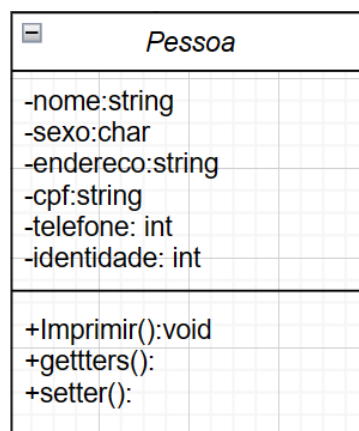 Pessoa
-nome:string
-sexo:char
-endereco:string
-cpf:string
-telefone: int
-identidade: int
+Imprimir():void
+gettters():
+setter():